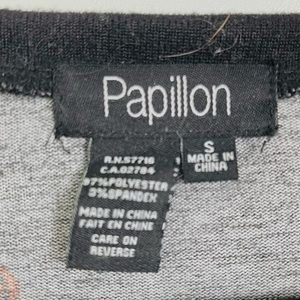 Papillon
S
MADE IN
CHINA
R.N.57716
C.A.02784
97%POLYESTER
3%SPANDEX
MADE IN CHINA
FAIT EN CHINE
CARE ON
REVERSE